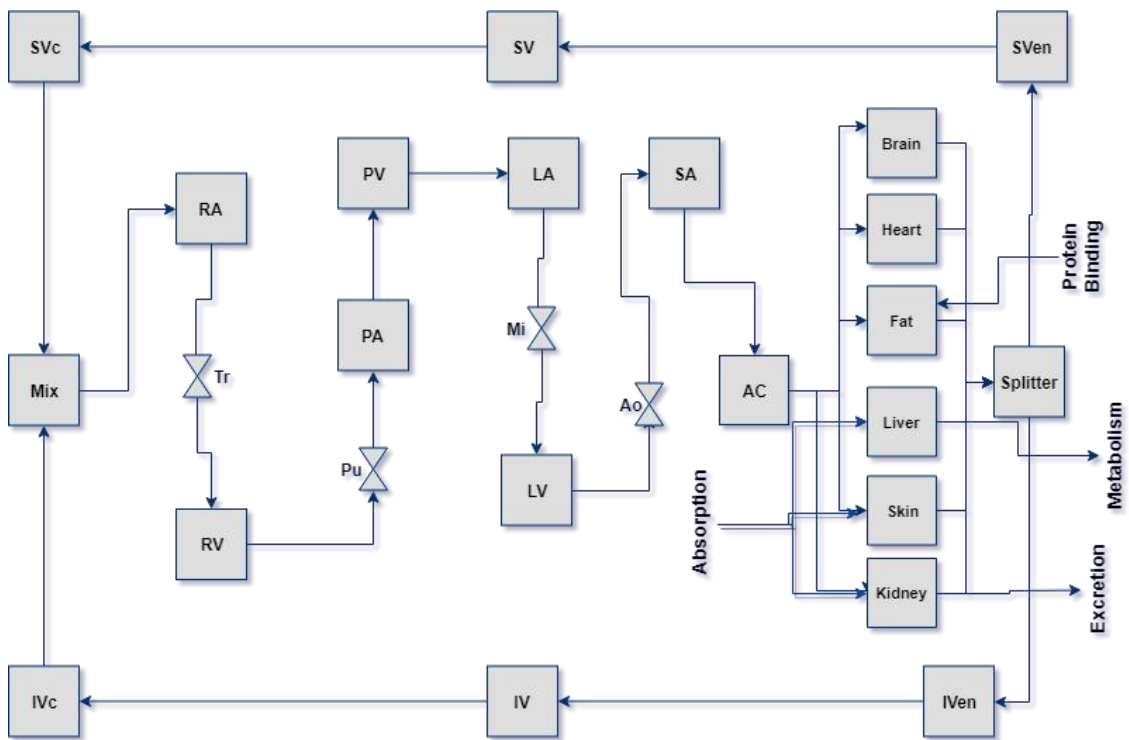 SVc
SV
SVen
Brain
PV
LA
SA
RA
Heart
Protein
Binding
PA
Mi
Fat
Tr
Mix
AC
Splitter
Ao
Liver
Metabolism
Pu
LV
Absorption
Skin
RV
Kidney
Excretion
IVc
IV
IVen